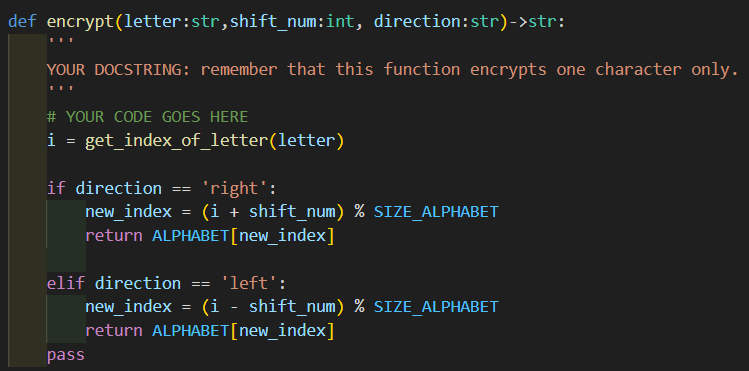 def encrypt(letter:str,shift_num:int, direction:str)->str:
    '''
    YOUR DOCSTRING: remember that this function encrypts one character only.
    '''
    # YOUR CODE GOES HERE
    i = get_index_of_letter(letter)

    if direction == 'right':
        new_index = (i + shift_num) % SIZE_ALPHABET
        return ALPHABET[new_index]

    elif direction == 'left':
        new_index = (i - shift_num) % SIZE_ALPHABET
        return ALPHABET[new_index]
    pass